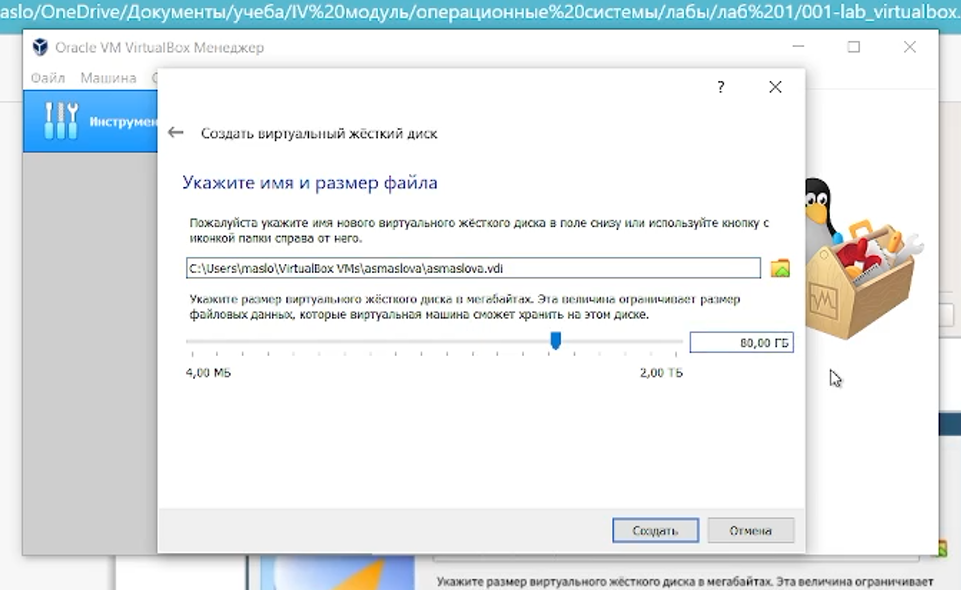 aslo/OneDrive/Документы/учеба/IV%20модуль/операционные%20системы/лабы/лаб%201/001-lab_virtualbox.
Oracle VM VirtualBox Менеджер
Файл Машина
Инструмен
?
Создать виртуальный жёсткий диск
Укажите имя и размер файла
Пожалуйста укажите имя нового виртуального жёсткого диска в поле снизу или используйте кнопку с
иконкой папки справа от него.
C:\Users\maslo\VirtualBox VMs\asmaslova\asmaslova.vdi
Укажите размер виртуального жёсткого диска в мегабайтах. Эта величина ограничивает размер
файловых данных, которые виртуальная машина сможет хранить на этом диске.
80,00 ГБ
4,00 МБ 2,00 ТБ
Создать Отмена
Укажите размер виртуального жёсткого диска в мегабайтах. Эта величина ограничивает